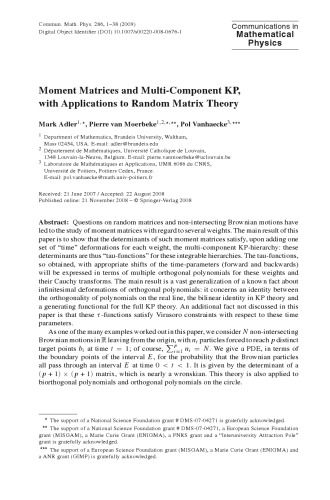 Commun. Math. Phys. 286, 1–38 (2009)
Digital Object Identifier (DOI) 10.1007/s00220-008-0676-1
Communications in
Mathematical
Physics
Moment Matrices and Multi-Component KP,
with Applications to Random Matrix Theory
Mark Adler1,*, Pierre van Moerbeke1,2,*,**, Pol Vanhaecke3,***
1 Department of Mathematics, Brandeis University, Waltham,
Mass 02454, USA. E-mail: adler@brandeis.edu
2 Département de Mathématiques, Université Catholique de Louvain,
1348 Louvain-la-Neuve, Belgium. E-mail: pierre.vanmoerbeke@uclouvain.be
3 Laboratoire de Mathématiques et Applications, UMR 6086 du CNRS,
Université de Poitiers, Poitiers Cedex, France.
E-mail: pol.vanhaecke@math.univ-poitiers.fr
Received: 21 June 2007 / Accepted: 22 August 2008
Published online: 21 November 2008 – © Springer-Verlag 2008
Abstract: Questions on random matrices and non-intersecting Brownian motions have
led to the study of moment matrices with regard to several weights. The main result of this
paper is to show that the determinants of such moment matrices satisfy, upon adding one
set of “time” deformations for each weight, the multi-component KP-hierarchy: these
determinants are thus “tau-functions” for these integrable hierarchies. The tau-functions,
so obtained, with appropriate shifts of the time-parameters (forward and backwards)
will be expressed in terms of multiple orthogonal polynomials for these weights and
their Cauchy transforms. The main result is a vast generalization of a known fact about
infinitesimal deformations of orthogonal polynomials: it concerns an identity between
the orthogonality of polynomials on the real line, the bilinear identity in KP theory and
a generating functional for the full KP theory. An additional fact not discussed in this
paper is that these τ-functions satisfy Virasoro constraints with respect to these time
parameters.
As one of the many examples worked out in this paper, we consider N non-intersecting
Brownian motions in ℝ leaving from the origin, with nᵢ particles forced to reach p distinct
target points bᵢ at time t = 1; of course, ∑ᵖᵢ₌₁ nᵢ = N. We give a PDE, in terms of
the boundary points of the interval E, for the probability that the Brownian particles
all pass through an interval E at time 0 < t < 1. It is given by the determinant of a
(p + 1) × (p + 1) matrix, which is nearly a wronskian. This theory is also applied to
biorthogonal polynomials and orthogonal polynomials on the circle.
* The support of a National Science Foundation grant # DMS-07-04271 is gratefully acknowledged.
** The support of a National Science Foundation grant # DMS-07-04271, a European Science Foundation
grant (MISGAM), a Marie Curie Grant (ENIGMA), a FNRS grant and a “Interuniversity Attraction Pole”
grant is gratefully acknowledged.
*** The support of a European Science Foundation grant (MISGAM), a Marie Curie Grant (ENIGMA) and
a ANR grant (GIMP) is gratefully acknowledged.